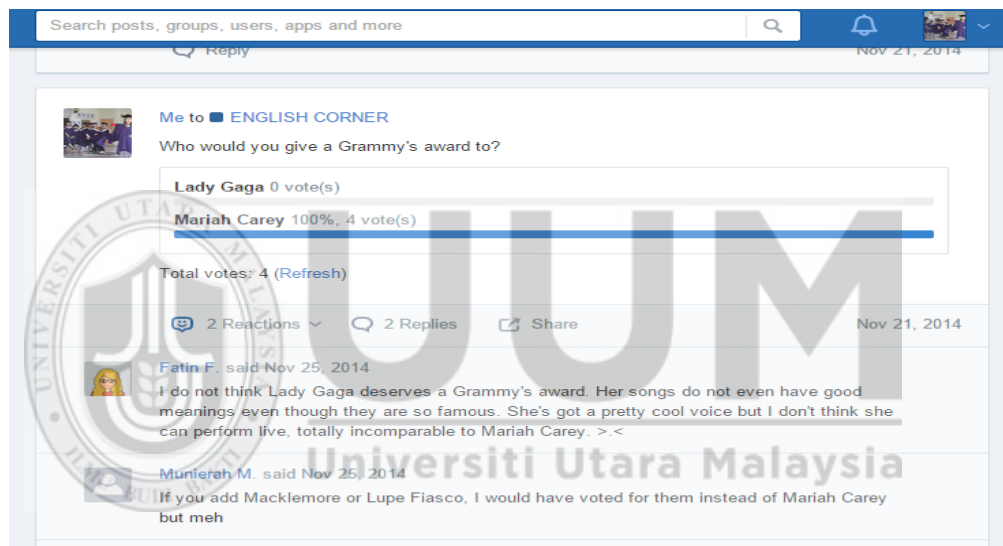 Search posts, groups, users, apps and more
Reply Nov 21, 2014
Me to ENGLISH CORNER
Who would you give a Grammy's award to?
Lady Gaga 0 vote(s)
Mariah Carey 100%, 4 vote(s)
Total votes: 4 (Refresh)
2 Reactions 2 Replies Share Nov 21, 2014
Fatin F. said Nov 25, 2014
I do not think Lady Gaga deserves a Grammy's award. Her songs do not even have good
meanings even though they are so famous. She's got a pretty cool voice but I don't think she
can perform live, totally incomparable to Mariah Carey. >.<
Munierah M. said Nov 25, 2014
If you add Macklemore or Lupe Fiasco, I would have voted for them instead of Mariah Carey
but meh
UUM
Universiti Utara Malaysia
UNIVERSITI UTARA MALAYSIA